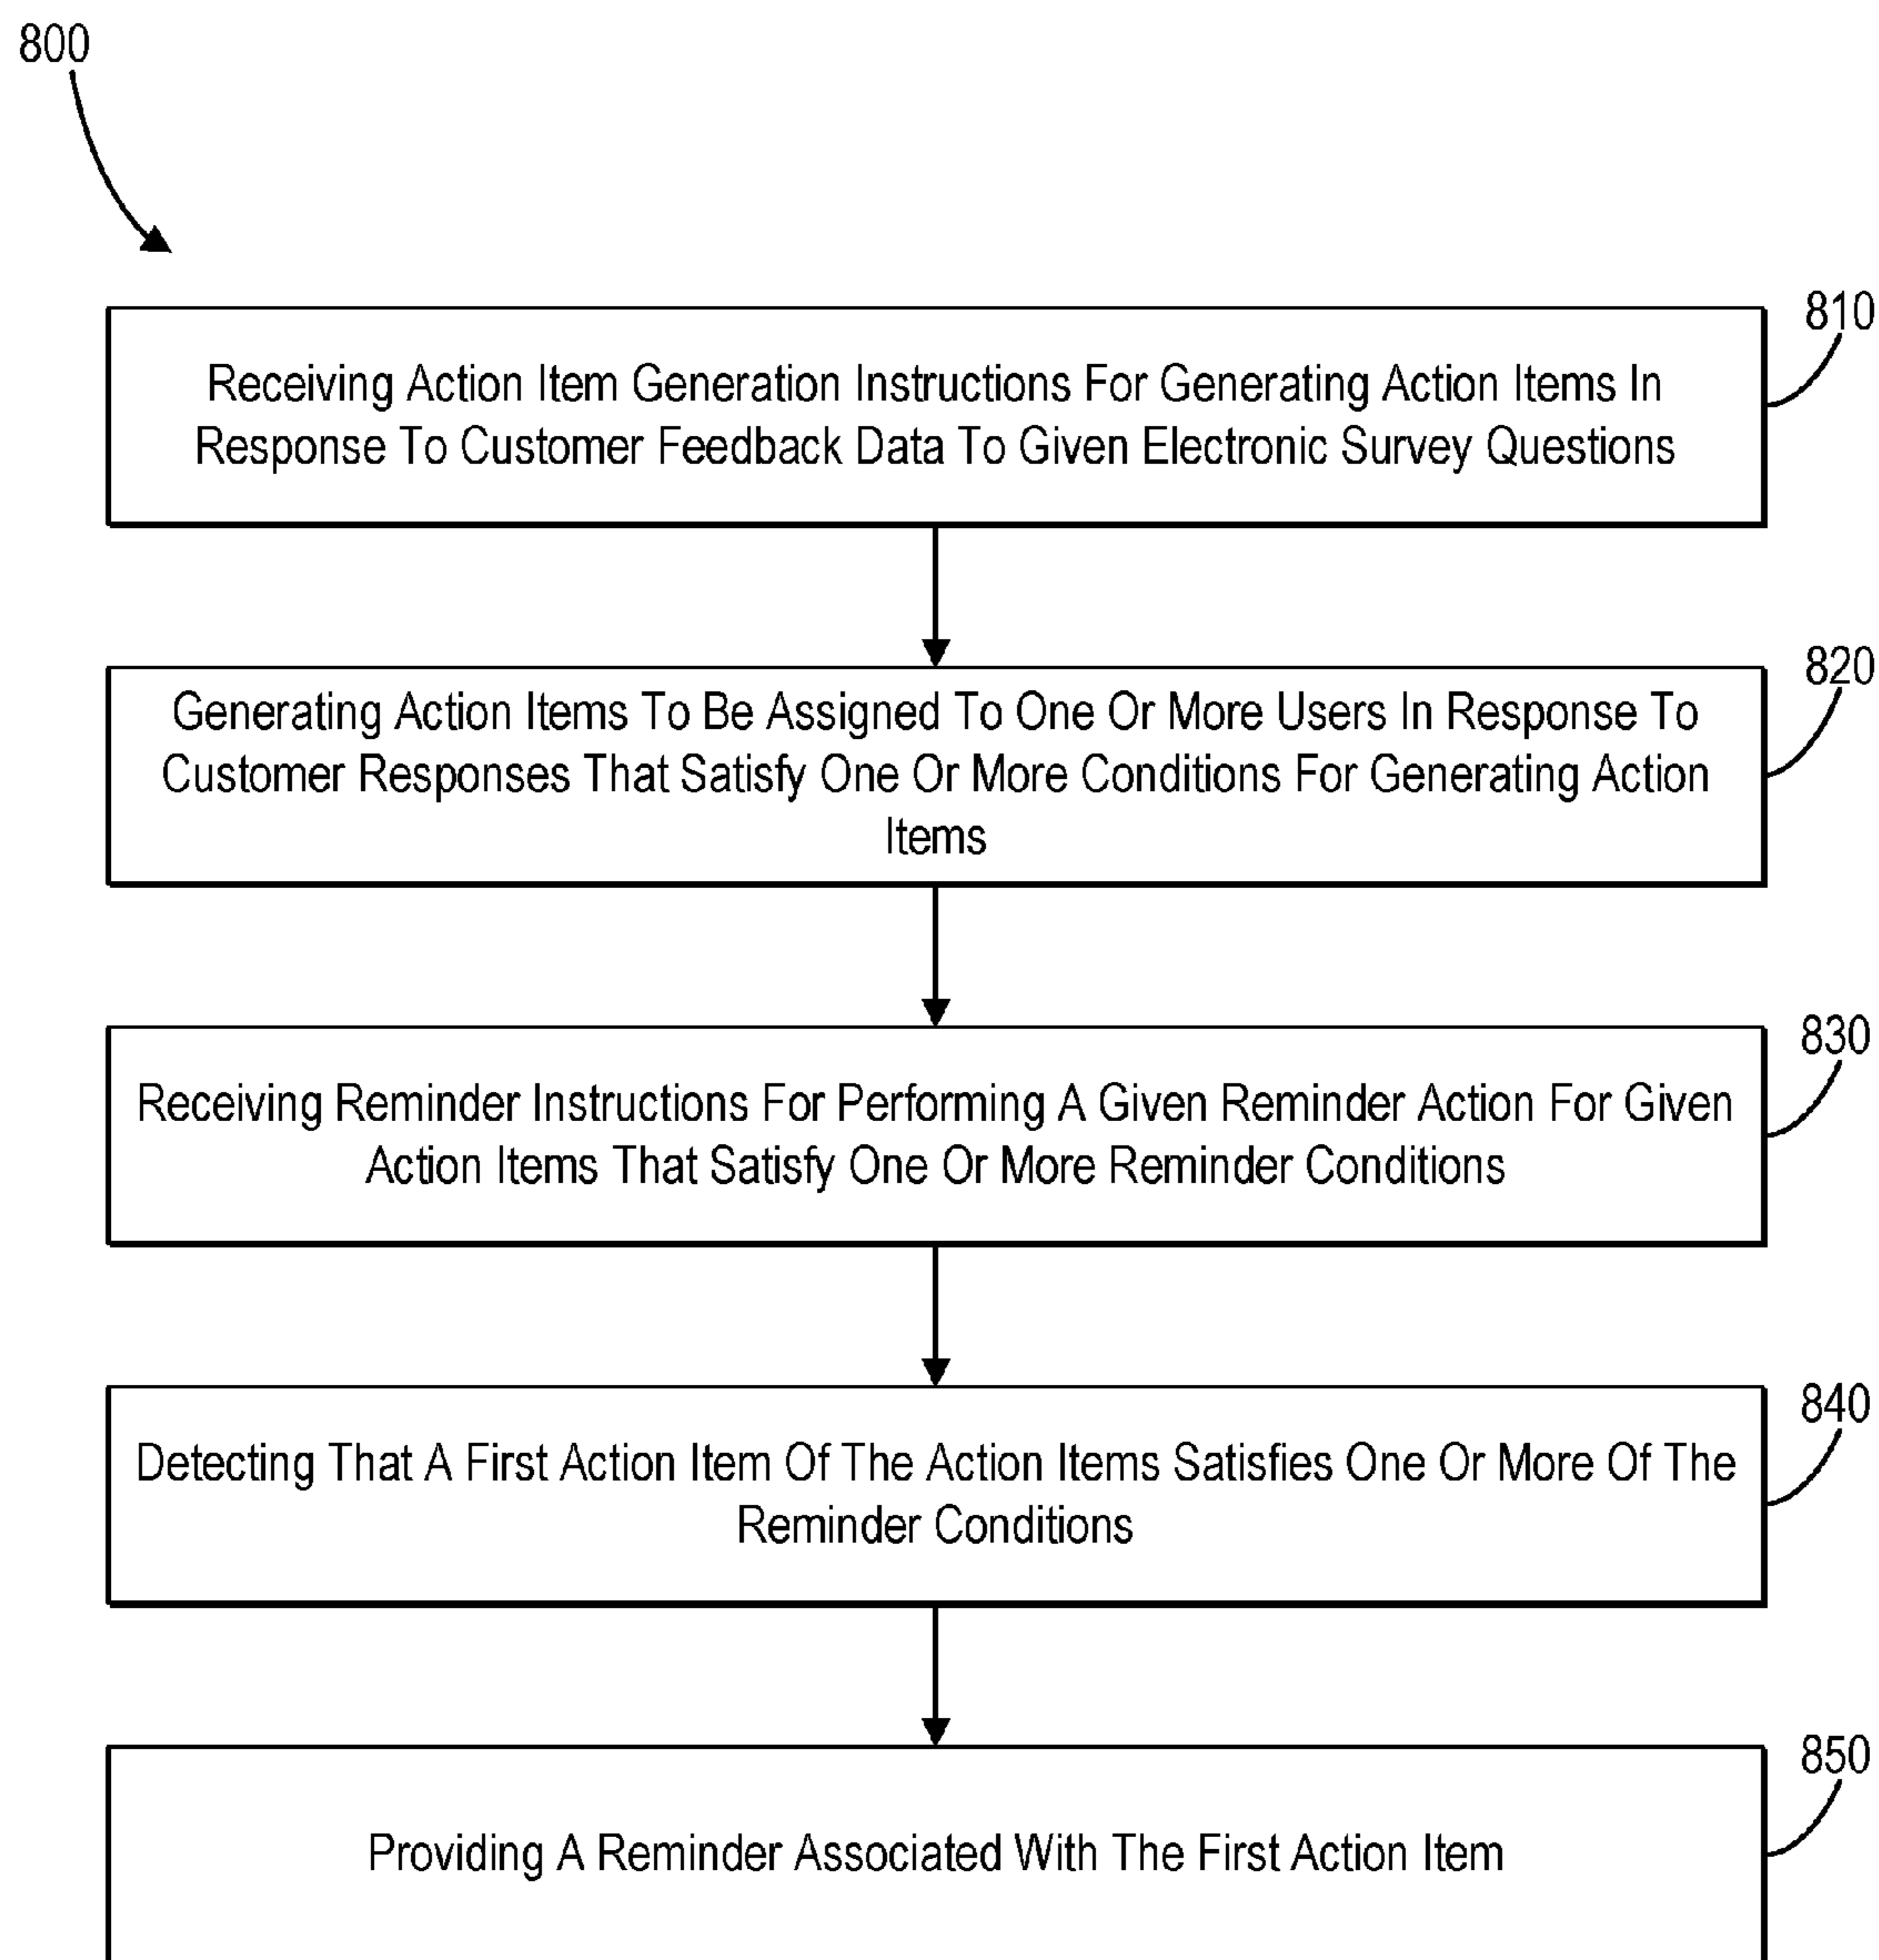 800
810
Receiving Action Item Generation Instructions For Generating Action Items In
Response To Customer Feedback Data To Given Electronic Survey Questions
820
Generating Action Items To Be Assigned To One Or More Users In Response To
Customer Responses That Satisfy One Or More Conditions For Generating Action
Items
830
Receiving Reminder Instructions For Performing A Given Reminder Action For Given
Action Items That Satisfy One Or More Reminder Conditions
840
Detecting That A First Action Item Of The Action Items Satisfies One Or More Of The
Reminder Conditions
850
Providing A Reminder Associated With The First Action Item